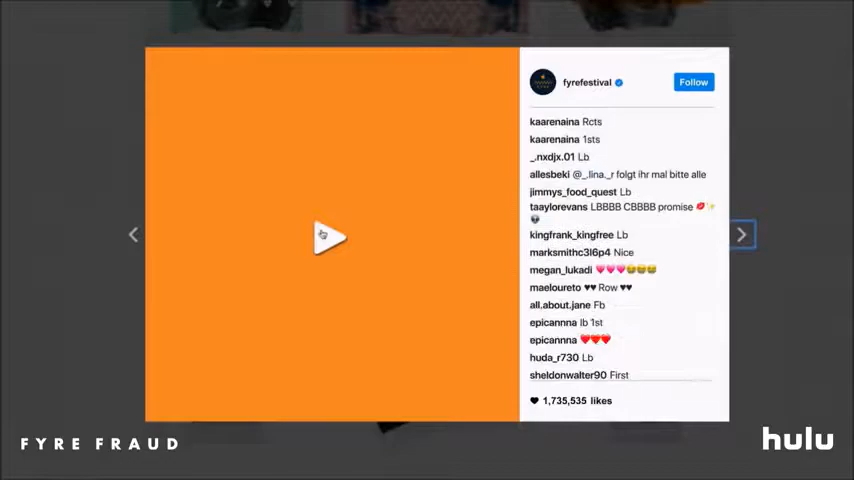 fyrefestival
Follow
kaarenaina Rcts
kaarenaina 1sts
_.nxdjx.01 Lb
allesbeki @_.lina._r folgt ihr mal bitte alle
jimmys_food_quest Lb
taaylorevans LBBBB CBBBB promise 💋✨
👽
kingfrank_kingfree Lb
marksmithc3l6p4 Nice
megan_lukadi 💗💗💗😂😂😂
maeloureto ♥♥ Row ♥♥
all.about.jane Fb
epicannna lb 1st
epicannna ❤❤❤
huda_r730 Lb
sheldonwalter90 First
1,735,535 likes
FYRE FRAUD
hulu